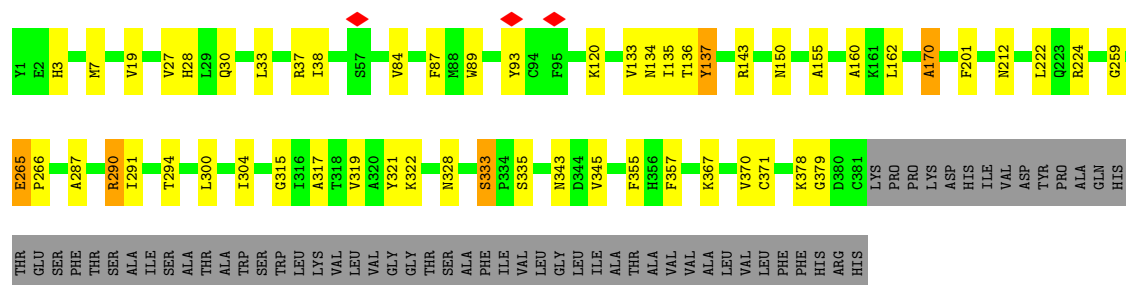 Y1 E2 H3 M7 V19 V27 H28 L29 Q30 L33 R37 I38 S57 V84 F87 M88 W89 Y93 C94 F95 K120 V133 N134 I135 T136 Y137 R143 N150 A155 A160 K161 L162 A170 F201 N212 L222 Q223 R224 G259
E265 P266 A287 R290 I291 T294 L300 I304 G315 I316 A317 T318 V319 A320 Y321 K322 N328 S333 P334 S335 N343 D344 V345 F355 H356 F357 K367 V370 C371 K378 G379 D380 C381 LYS PRO PRO LYS ASP HIS ILE VAL ASP TYR PRO ALA GLN HIS
THR GLU SER PHE THR SER ALA ILE SER ALA THR ALA TRP SER TRP LEU LYS VAL LEU VAL GLY GLY THR SER ALA PHE ILE VAL LEU GLY LEU ILE ALA THR ALA VAL VAL ALA LEU VAL LEU PHE PHE HIS ARG HIS